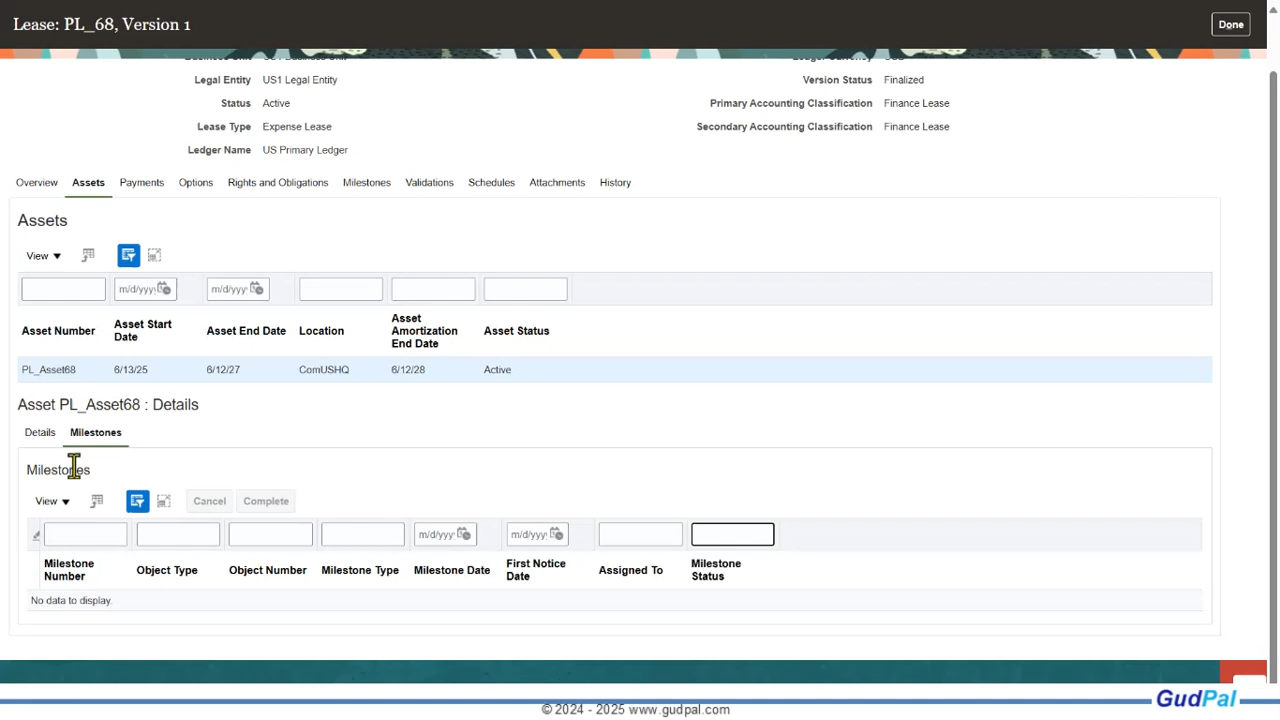 Lease: PL_68, Version 1
Done
Legal Entity US1 Legal Entity
Version Status Finalized
Status Active
Primary Accounting Classification Finance Lease
Lease Type Expense Lease
Secondary Accounting Classification Finance Lease
Ledger Name US Primary Ledger
Overview Assets Payments Options Rights and Obligations Milestones Validations Schedules Attachments History
Assets
View
m/d/yyy m/d/yyy
Asset Number Asset Start Date Asset End Date Location Asset Amortization End Date Asset Status
PL_Asset68 6/13/25 6/12/27 ComUSHQ 6/12/28 Active
Asset PL_Asset68 : Details
Details Milestones
Milestones
View Cancel Complete
m/d/yyy m/d/yyy
Milestone Number Object Type Object Number Milestone Type Milestone Date First Notice Date Assigned To Milestone Status
No data to display.
GudPal
© 2024 - 2025 www.gudpal.com